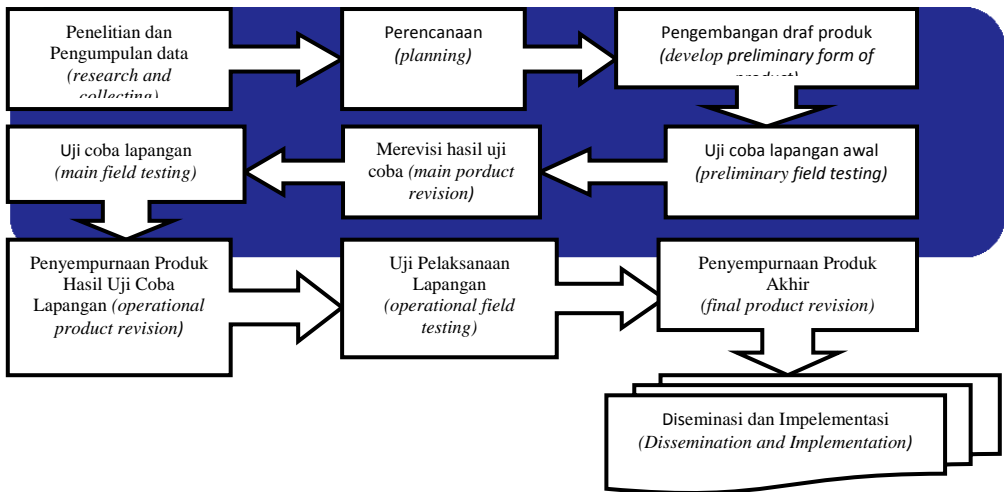 Penelitian dan
Pengumpulan data
(research and
collecting)
Perencanaan
(planning)
Pengembangan draf produk
(develop preliminary form of
product)
Uji coba lapangan awal
(preliminary field testing)
Merevisi hasil uji
coba (main porduct
revision)
Uji coba lapangan
(main field testing)
Penyempurnaan Produk
Hasil Uji Coba
Lapangan (operational
product revision)
Uji Pelaksanaan
Lapangan
(operational field
testing)
Penyempurnaan Produk
Akhir
(final product revision)
Diseminasi dan Impelementasi
(Dissemination and Implementation)